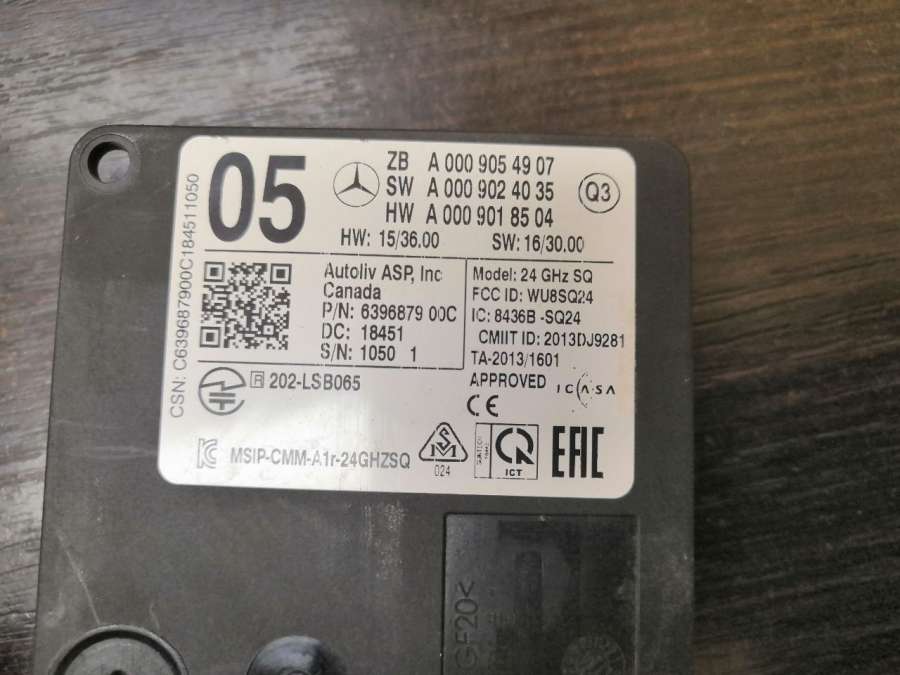 05
ZB A 000 905 49 07
SW A 000 902 40 35
HW A 000 901 85 04
Q3
HW: 15/36.00 SW: 16/30.00
CSN: C639687900C184511050
Autoliv ASP, Inc
Canada
P/N: 6396879 00C
DC: 18451
S/N: 1050 1
Model: 24 GHz SQ
FCC ID: WU8SQ24
IC: 8436B -SQ24
CMIIT ID: 2013DJ9281
TA-2013/1601
APPROVED ICASA
R 202-LSB065
CE
MSIP-CMM-A1r-24GHZSQ
024
ICT
EAC
GF20<